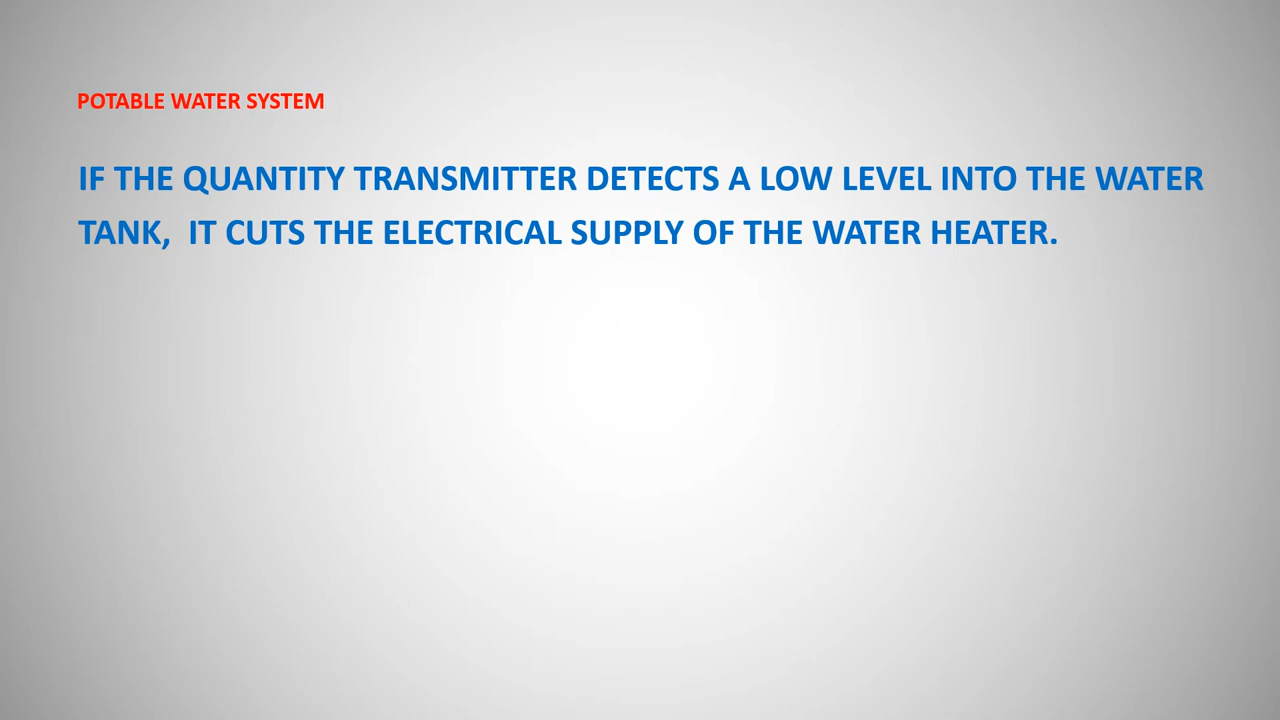 POTABLE WATER SYSTEM
IF THE QUANTITY TRANSMITTER DETECTS A LOW LEVEL INTO THE WATER
TANK,  IT CUTS THE ELECTRICAL SUPPLY OF THE WATER HEATER.